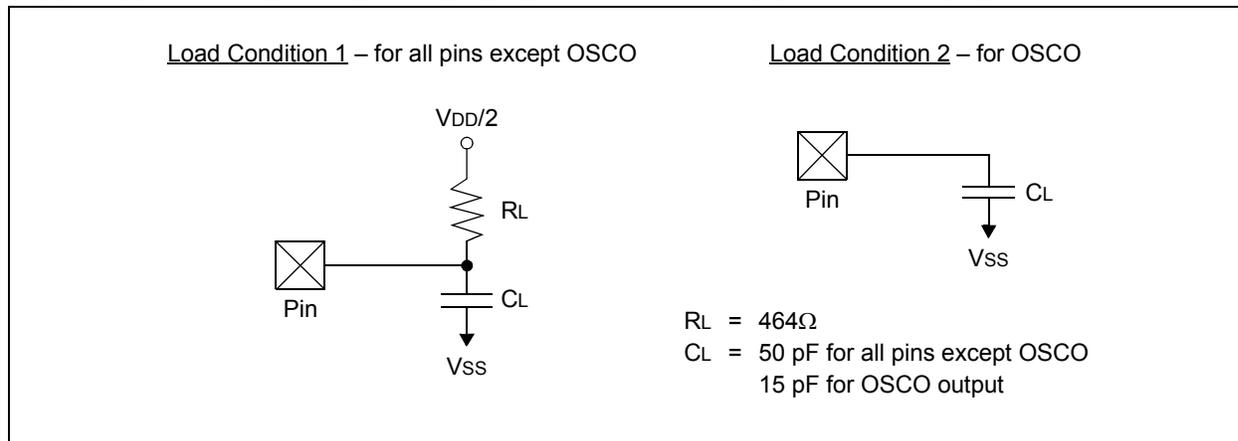 Load Condition 1 – for all pins except OSCO
VDD/2
RL
Pin
CL
VSS
Load Condition 2 – for OSCO
Pin
CL
VSS
RL = 464Ω
CL = 50 pF for all pins except OSCO
15 pF for OSCO output